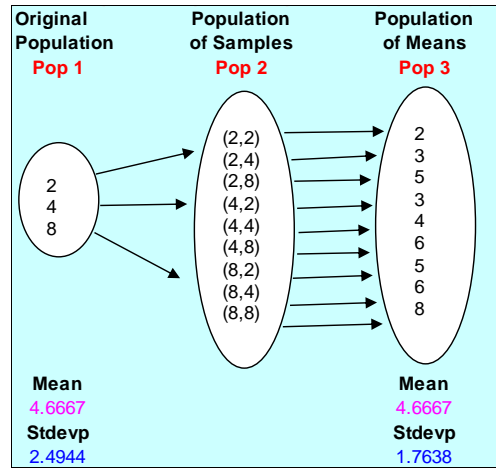 Original
Population
Pop 1
Population
of Samples
Pop 2
Population
of Means
Pop 3
2
4
8
(2,2)
(2,4)
(2,8)
(4,2)
(4,4)
(4,8)
(8,2)
(8,4)
(8,8)
2
3
5
3
4
6
5
6
8
Mean
4.6667
Stdevp
2.4944
Mean
4.6667
Stdevp
1.7638